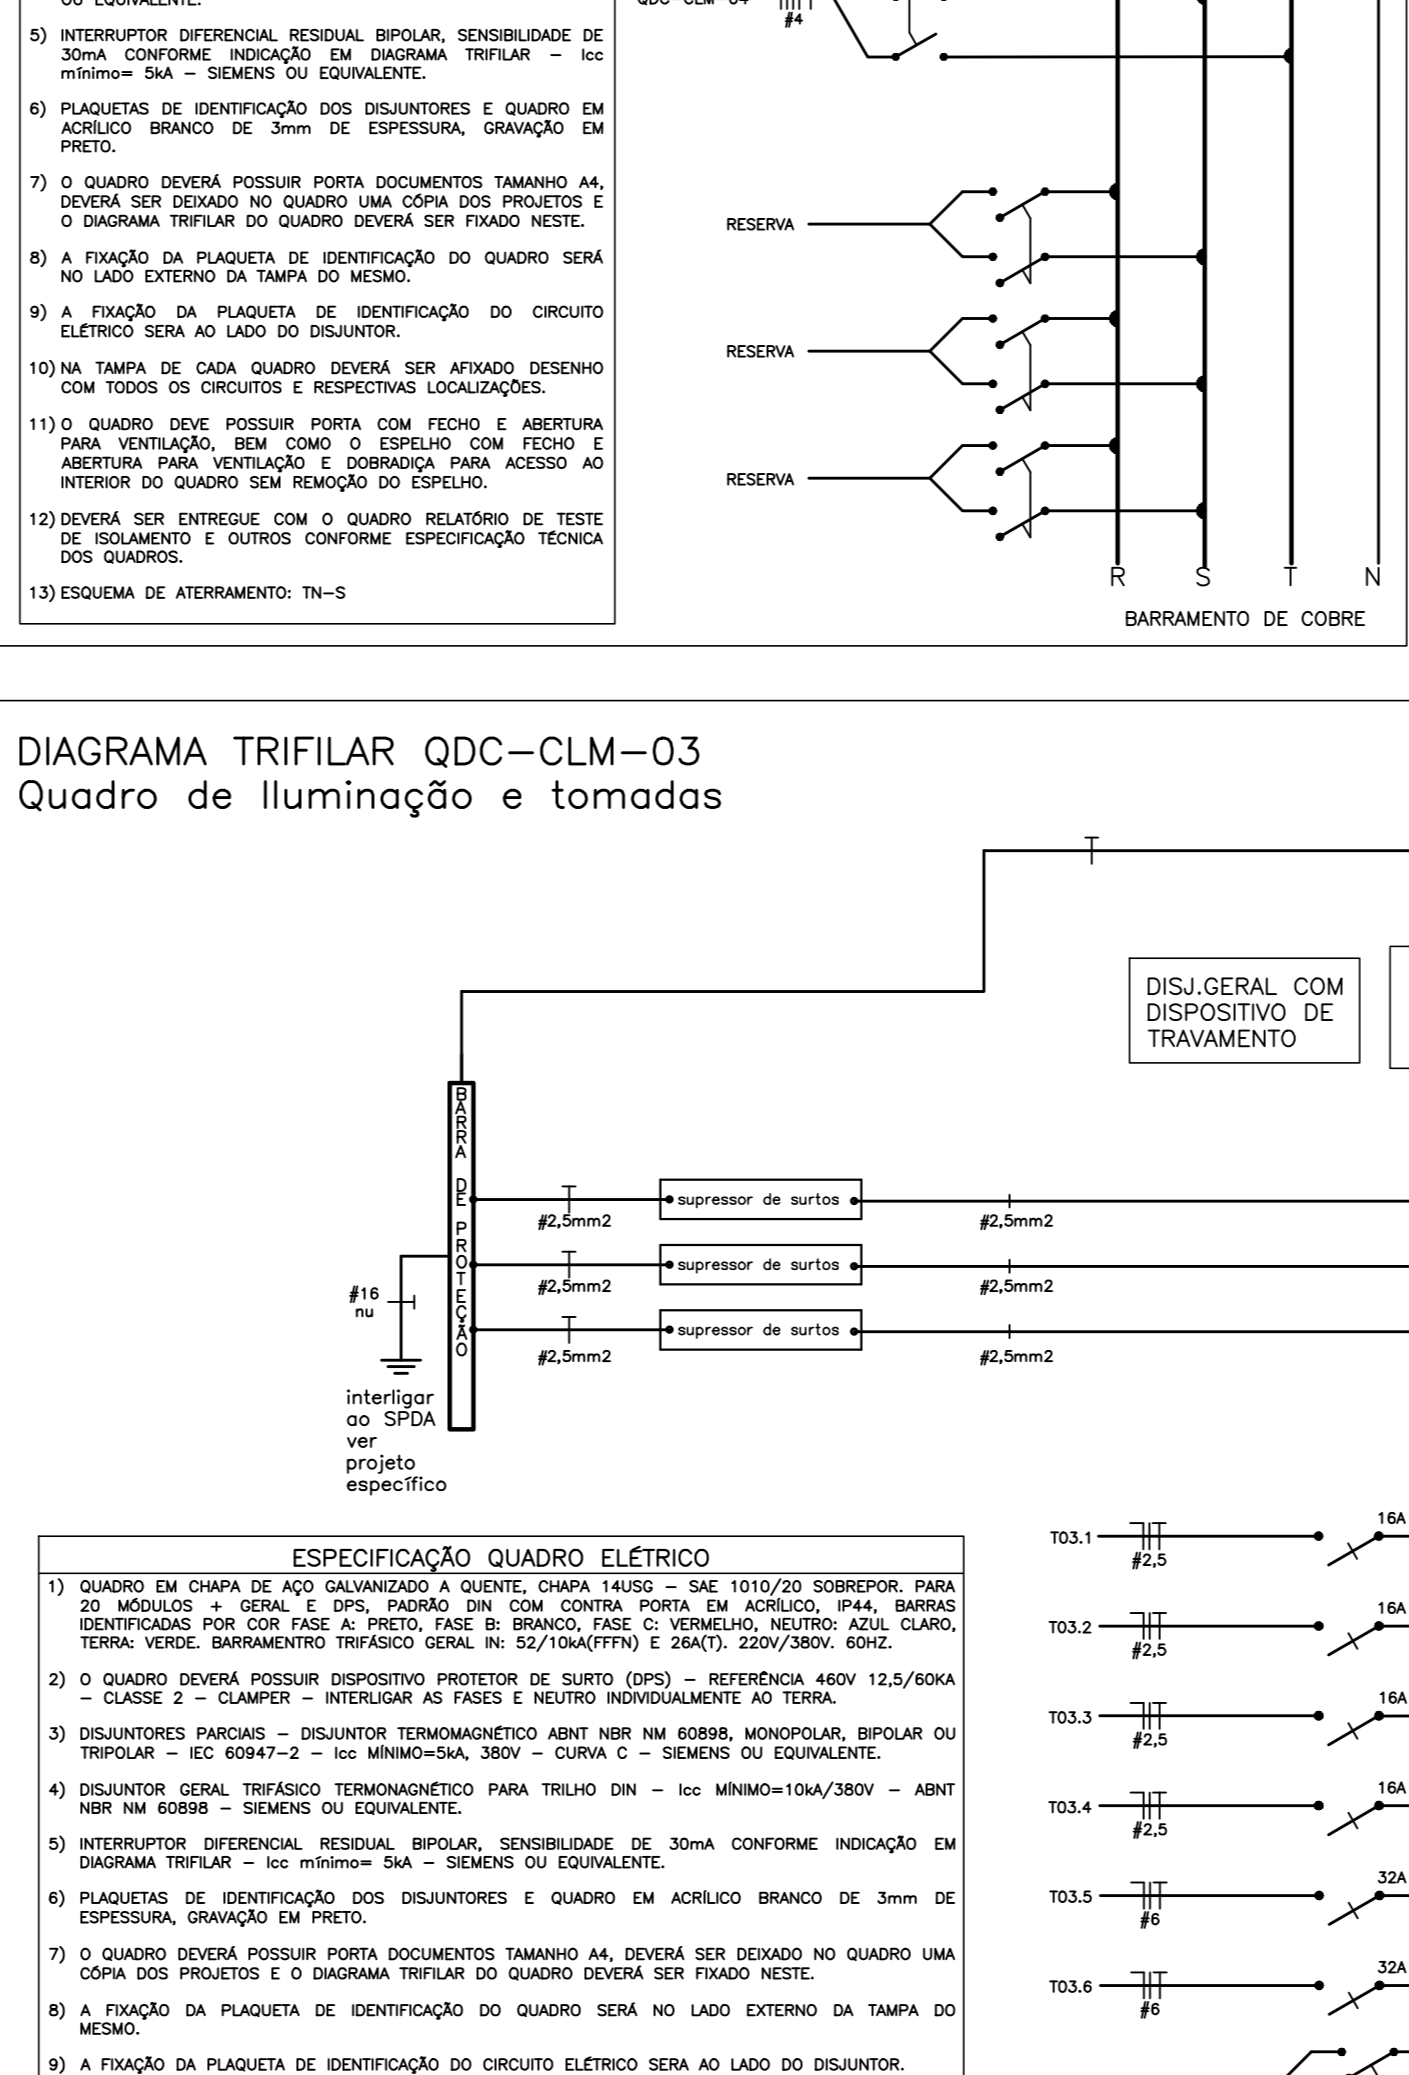 OU EQUIVALENTE.
5) INTERRUPTOR DIFERENCIAL RESIDUAL BIPOLAR, SENSIBILIDADE DE
30mA CONFORME INDICAÇÃO EM DIAGRAMA TRIFILAR – Icc
mínimo= 5kA – SIEMENS OU EQUIVALENTE.
6) PLAQUETAS DE IDENTIFICAÇÃO DOS DISJUNTORES E QUADRO EM
ACRÍLICO BRANCO DE 3mm DE ESPESSURA, GRAVAÇÃO EM
PRETO.
7) O QUADRO DEVERÁ POSSUIR PORTA DOCUMENTOS TAMANHO A4,
DEVERÁ SER DEIXADO NO QUADRO UMA CÓPIA DOS PROJETOS E
O DIAGRAMA TRIFILAR DO QUADRO DEVERÁ SER FIXADO NESTE.
8) A FIXAÇÃO DA PLAQUETA DE IDENTIFICAÇÃO DO QUADRO SERÁ
NO LADO EXTERNO DA TAMPA DO MESMO.
9) A FIXAÇÃO DA PLAQUETA DE IDENTIFICAÇÃO DO CIRCUITO
ELÉTRICO SERA AO LADO DO DISJUNTOR.
10) NA TAMPA DE CADA QUADRO DEVERÁ SER AFIXADO DESENHO
COM TODOS OS CIRCUITOS E RESPECTIVAS LOCALIZAÇÕES.
11) O QUADRO DEVE POSSUIR PORTA COM FECHO E ABERTURA
PARA VENTILAÇÃO, BEM COMO O ESPELHO COM FECHO E
ABERTURA PARA VENTILAÇÃO E DOBRADIÇA PARA ACESSO AO
INTERIOR DO QUADRO SEM REMOÇÃO DO ESPELHO.
12) DEVERÁ SER ENTREGUE COM O QUADRO RELATÓRIO DE TESTE
DE ISOLAMENTO E OUTROS CONFORME ESPECIFICAÇÃO TÉCNICA
DOS QUADROS.
13) ESQUEMA DE ATERRAMENTO: TN–S
QDC–CLM–04
#4
RESERVA
RESERVA
RESERVA
R S T N
BARRAMENTO DE COBRE
DIAGRAMA TRIFILAR QDC–CLM–03
Quadro de Iluminação e tomadas
DISJ.GERAL COM
DISPOSITIVO DE
TRAVAMENTO
BARRA DE PROTEÇÃO
#2,5mm2
supressor de surtos
#2,5mm2
#2,5mm2
supressor de surtos
#2,5mm2
#2,5mm2
supressor de surtos
#2,5mm2
#16
nu
interligar
ao SPDA
ver
projeto
específico
ESPECIFICAÇÃO QUADRO ELÉTRICO
1) QUADRO EM CHAPA DE AÇO GALVANIZADO A QUENTE, CHAPA 14USG – SAE 1010/20 SOBREPOR. PARA
20 MÓDULOS + GERAL E DPS, PADRÃO DIN COM CONTRA PORTA EM ACRÍLICO, IP44, BARRAS
IDENTIFICADAS POR COR FASE A: PRETO, FASE B: BRANCO, FASE C: VERMELHO, NEUTRO: AZUL CLARO,
TERRA: VERDE. BARRAMENTRO TRIFÁSICO GERAL IN: 52/10kA(FFFN) E 26A(T). 220V/380V. 60HZ.
2) O QUADRO DEVERÁ POSSUIR DISPOSITIVO PROTETOR DE SURTO (DPS) – REFERÊNCIA 460V 12,5/60KA
– CLASSE 2 – CLAMPER – INTERLIGAR AS FASES E NEUTRO INDIVIDUALMENTE AO TERRA.
3) DISJUNTORES PARCIAIS – DISJUNTOR TERMOMAGNÉTICO ABNT NBR NM 60898, MONOPOLAR, BIPOLAR OU
TRIPOLAR – IEC 60947–2 – Icc MÍNIMO=5kA, 380V – CURVA C – SIEMENS OU EQUIVALENTE.
4) DISJUNTOR GERAL TRIFÁSICO TERMONAGNÉTICO PARA TRILHO DIN – Icc MÍNIMO=10kA/380V – ABNT
NBR NM 60898 – SIEMENS OU EQUIVALENTE.
5) INTERRUPTOR DIFERENCIAL RESIDUAL BIPOLAR, SENSIBILIDADE DE 30mA CONFORME INDICAÇÃO EM
DIAGRAMA TRIFILAR – Icc mínimo= 5kA – SIEMENS OU EQUIVALENTE.
6) PLAQUETAS DE IDENTIFICAÇÃO DOS DISJUNTORES E QUADRO EM ACRÍLICO BRANCO DE 3mm DE
ESPESSURA, GRAVAÇÃO EM PRETO.
7) O QUADRO DEVERÁ POSSUIR PORTA DOCUMENTOS TAMANHO A4, DEVERÁ SER DEIXADO NO QUADRO UMA
CÓPIA DOS PROJETOS E O DIAGRAMA TRIFILAR DO QUADRO DEVERÁ SER FIXADO NESTE.
8) A FIXAÇÃO DA PLAQUETA DE IDENTIFICAÇÃO DO QUADRO SERÁ NO LADO EXTERNO DA TAMPA DO
MESMO.
9) A FIXAÇÃO DA PLAQUETA DE IDENTIFICAÇÃO DO CIRCUITO ELÉTRICO SERA AO LADO DO DISJUNTOR.
T03.1 #2,5 16A
T03.2 #2,5 16A
T03.3 #2,5 16A
T03.4 #2,5 16A
T03.5 #6 32A
T03.6 #6 32A